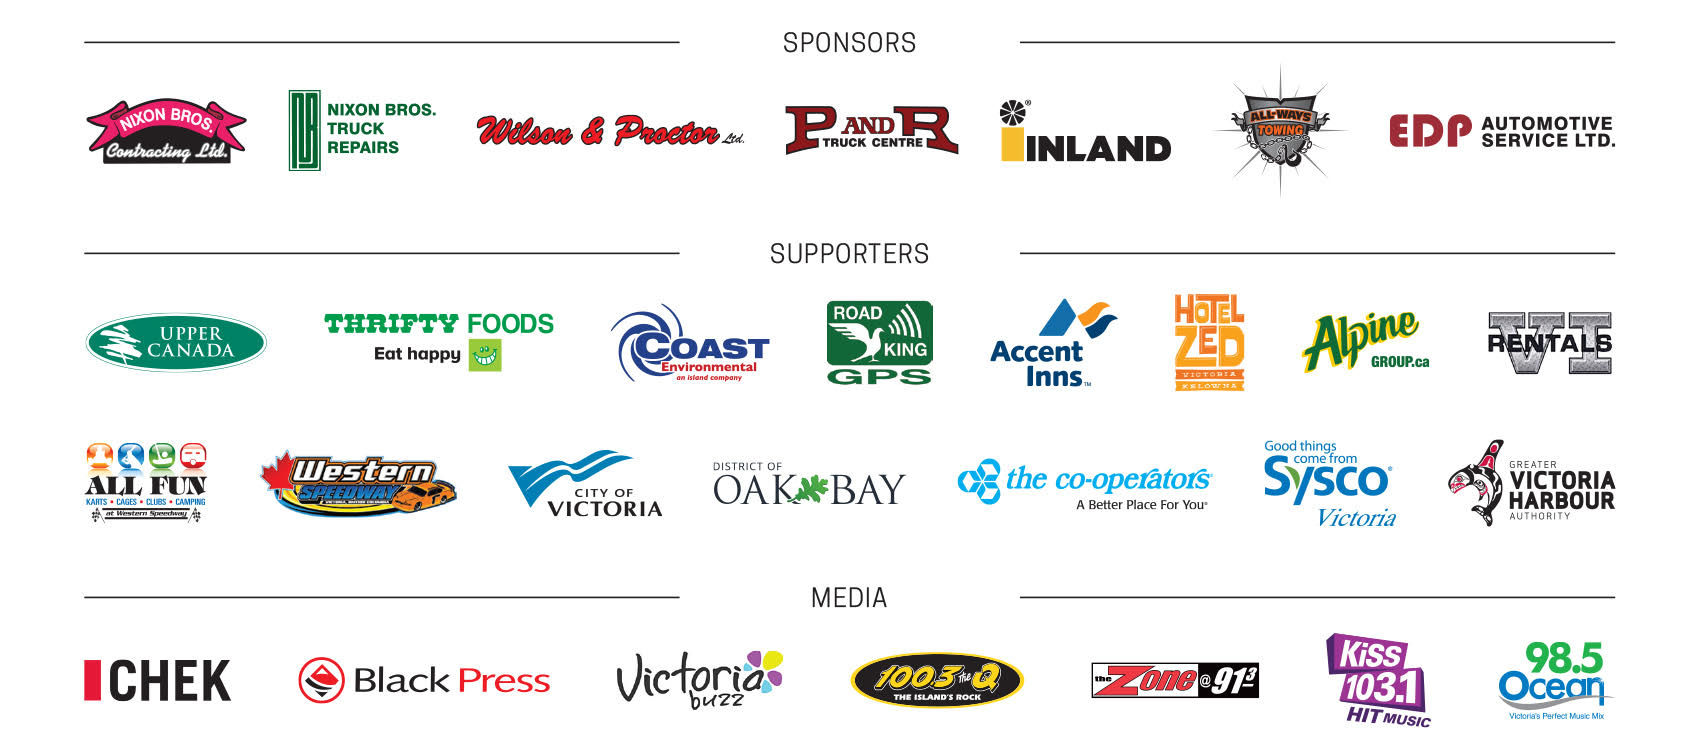 SPONSORS
NIXON BROS.
Contracting Ltd.
NIXON BROS.
TRUCK
REPAIRS
Wilson & Proctor Ltd.
P AND R
TRUCK CENTRE
INLAND
ALL-WAYS
TOWING
EDP AUTOMOTIVE
SERVICE LTD.
SUPPORTERS
UPPER
CANADA
THRIFTY FOODS
Eat happy
COAST
Environmental
an island company
ROAD
KING
GPS
Accent
Inns™
HOTEL
ZED
VICTORIA
KELOWNA
Alpine
GROUP.ca
VI
RENTALS
ALL FUN
KARTS • CAGES • CLUBS • CAMPING
at Western Speedway
Western
SPEEDWAY
VICTORIA, BRITISH COLUMBIA
CITY OF
VICTORIA
DISTRICT OF
OAK BAY
the co-operators®
A Better Place For You®
Good things
come from
Sysco®
Victoria
GREATER
VICTORIA
HARBOUR
AUTHORITY
MEDIA
CHEK
Black Press
Victoria
buzz
100.3 the Q
THE ISLAND'S ROCK
the Zone @ 91.3
KiSS
103.1
HIT MUSIC
98.5
Ocean
Victoria's Perfect Music Mix